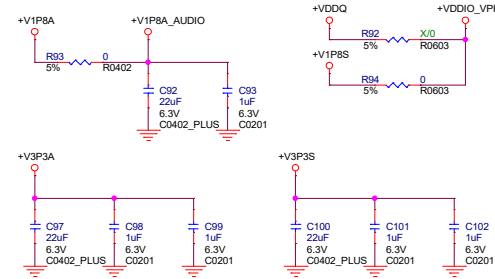 +V1P8A
+V1P8A_AUDIO
R93
0
5%
R0402
C92
22uF
6.3V
C0402_PLUS
C93
1uF
6.3V
C0201
+VDDQ
R92
X/0
5%
R0603
+V1P8S
R94
0
5%
R0603
+V3P3A
C97
22uF
6.3V
C0402_PLUS
C98
1uF
6.3V
C0201
C99
1uF
6.3V
C0201
+V3P3S
C100
22uF
6.3V
C0402_PLUS
C101
1uF
6.3V
C0201
C102
1uF
6.3V
C0201